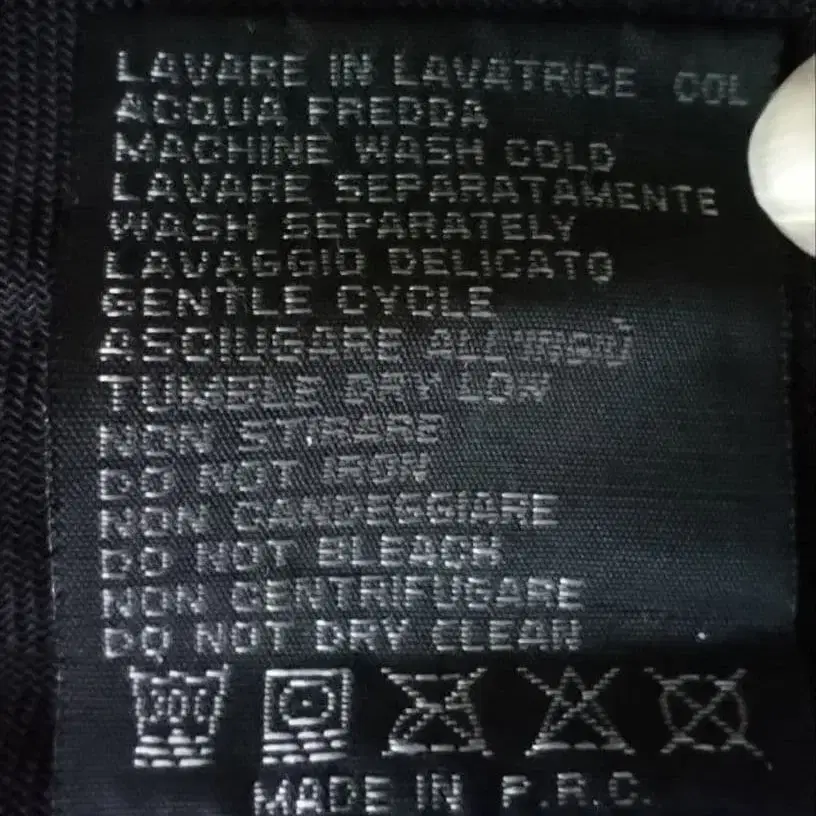 LAVARE IN LAVATRICE COL
ACQUA FREDDA
MACHINE WASH COLD
LAVARE SEPARATAMENTE
WASH SEPARATELY
LAVAGGIO DELICATO
GENTLE CYCLE
ASCIUGARE
TUMBLE DRY LOW
NON STIRARE
DO NOT IRON
NON CANDEGGIARE
DO NOT BLEACH
NON CENTRIFUGARE
DO NOT DRY CLEAN
MADE IN P.R.C.